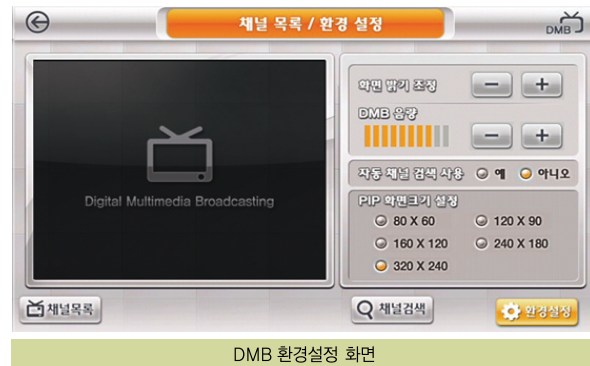 채널 목록 / 환경 설정
DMB
화면 밝기 조정
DMB 음량
자동 채널 검색 사용 예 아니오
PIP 화면크기 설정
80 X 60 120 X 90
160 X 120 240 X 180
320 X 240
Digital Multimedia Broadcasting
채널목록 채널검색 환경설정
DMB 환경설정 화면